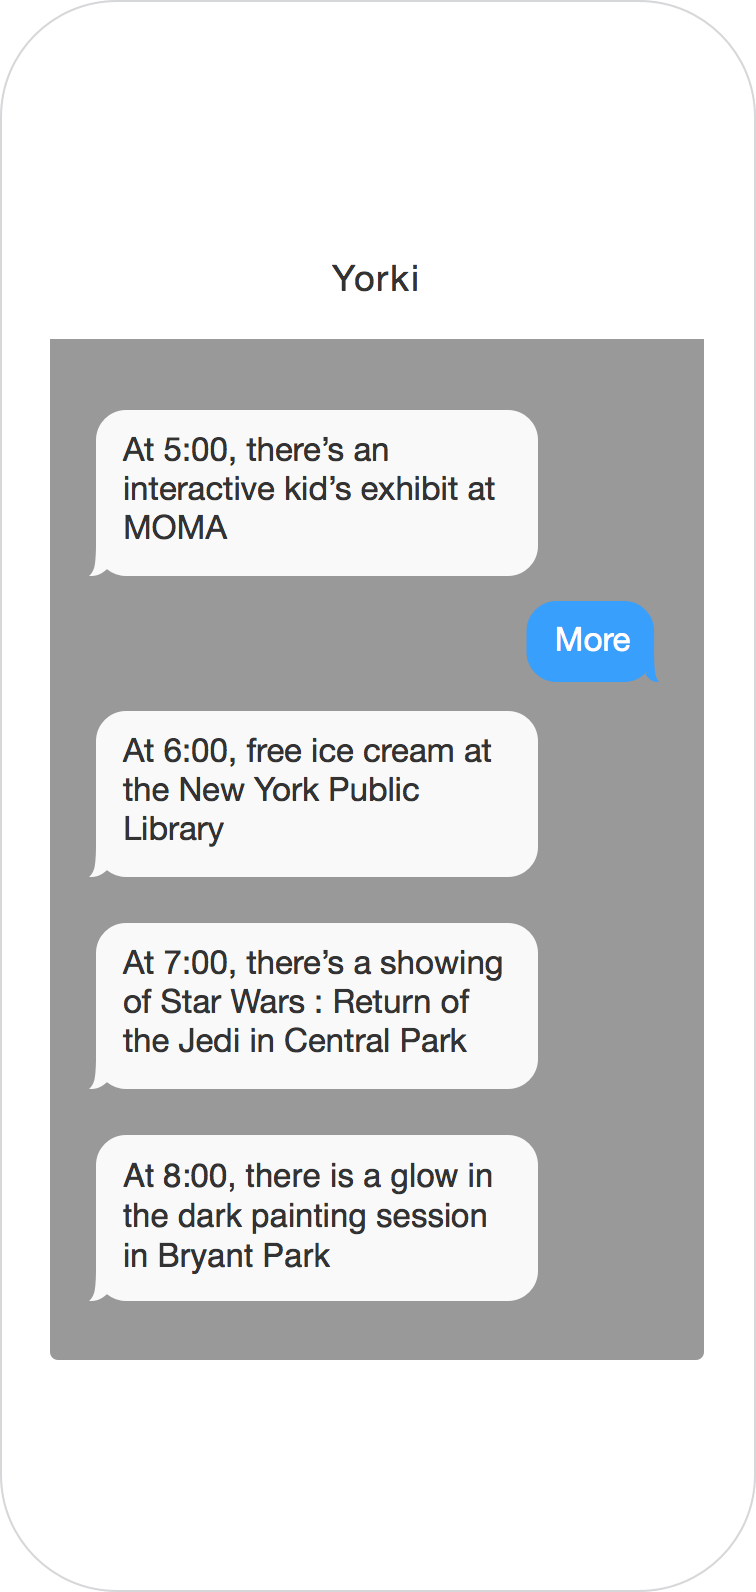 Yorki
At 5:00, there’s an
interactive kid’s exhibit at
MOMA
More
At 6:00, free ice cream at
the New York Public
Library
At 7:00, there’s a showing
of Star Wars : Return of
the Jedi in Central Park
At 8:00, there is a glow in
the dark painting session
in Bryant Park